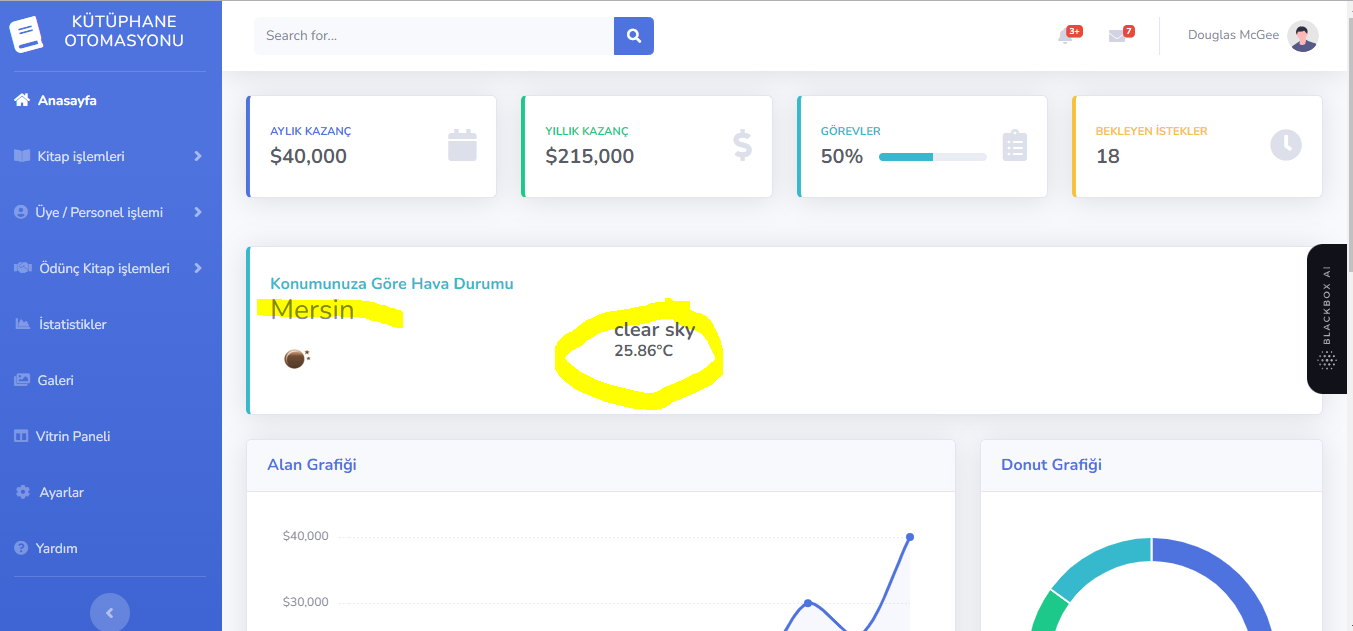 KÜTÜPHANE
OTOMASYONU
Anasayfa
Kitap işlemleri
Üye / Personel işlemi
Ödünç Kitap işlemleri
İstatistikler
Galeri
Vitrin Paneli
Ayarlar
Yardım
Search for...
3+
7
Douglas McGee
AYLIK KAZANÇ
$40,000
YILLIK KAZANÇ
$215,000
GÖREVLER
50%
BEKLEYEN İSTEKLER
18
Konumunuza Göre Hava Durumu
Mersin
clear sky
25.86°C
BLACKBOX AI
Alan Grafiği
$40,000
$30,000
Donut Grafiği